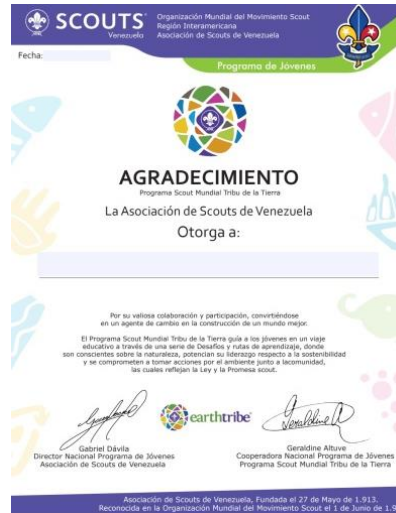 SCOUTS
Venezuela
Organización Mundial del Movimiento Scout
Región Interamericana
Asociación de Scouts de Venezuela
Fecha:
Programa de Jóvenes
AGRADECIMIENTO
Programa Scout Mundial Tribu de la Tierra
La Asociación de Scouts de Venezuela
Otorga a:
Por su valiosa colaboración y participación, convirtiéndose
en un agente de cambio en la construcción de un mundo mejor.
El Programa Scout Mundial Tribu de la Tierra guía a los jóvenes en un viaje
educativo a través de una serie de Desafíos y rutas de aprendizaje, donde
son conscientes sobre la naturaleza, potencian su liderazgo respecto a la sostenibilidad
y se comprometen a tomar acciones por el ambiente junto a lacomunidad,
las cuales reflejan la Ley y la Promesa scout.
earthtribe
Gabriel Dávila
Director Nacional Programa de Jóvenes
Asociación de Scouts de Venezuela
Geraldine Altuve
Cooperadora Nacional Programa de Jóvenes
Programa Scout Mundial Tribu de la Tierra
Asociación de Scouts de Venezuela, Fundada el 27 de Mayo de 1.913.
Reconocida en la Organización Mundial del Movimiento Scout el 1 de Junio de 1.9